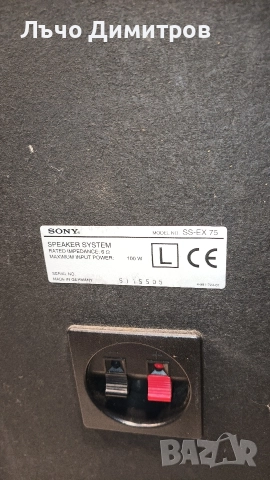 Лъчо Димитров
SONY MODEL NO. SS-EX 75
SPEAKER SYSTEM
RATED IMPEDANCE 6 Ω
MAXIMUM INPUT POWER 100 W
L CE
SERIAL NO.
MADE IN GERMANY
BAZAR